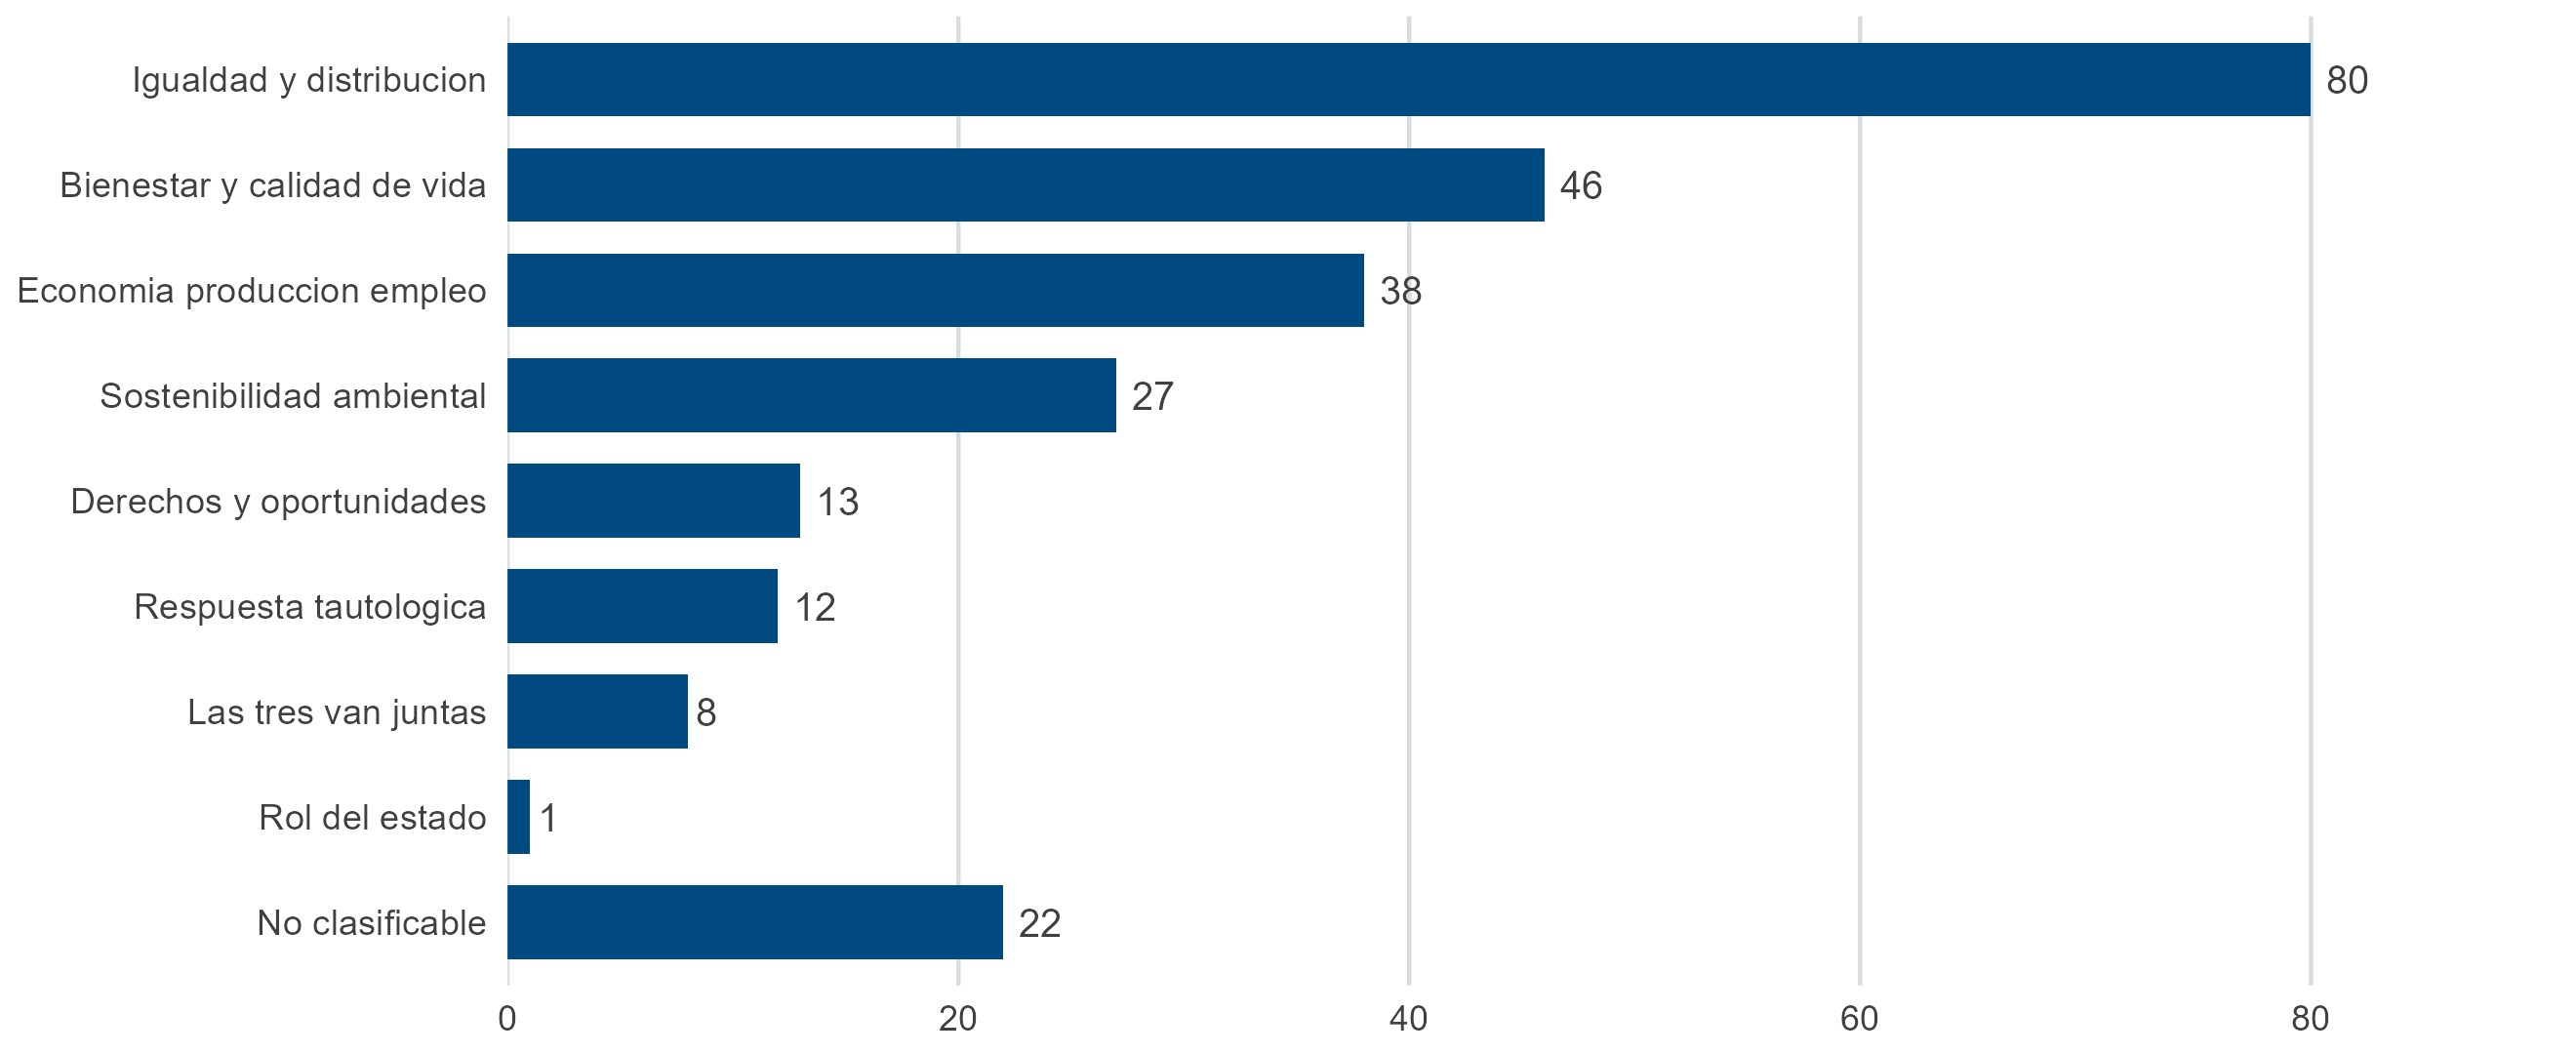 Igualdad y distribucion 80
Bienestar y calidad de vida 46
Economia produccion empleo 38
Sostenibilidad ambiental 27
Derechos y oportunidades 13
Respuesta tautologica 12
Las tres van juntas 8
Rol del estado 1
No clasificable 22
0 20 40 60 80